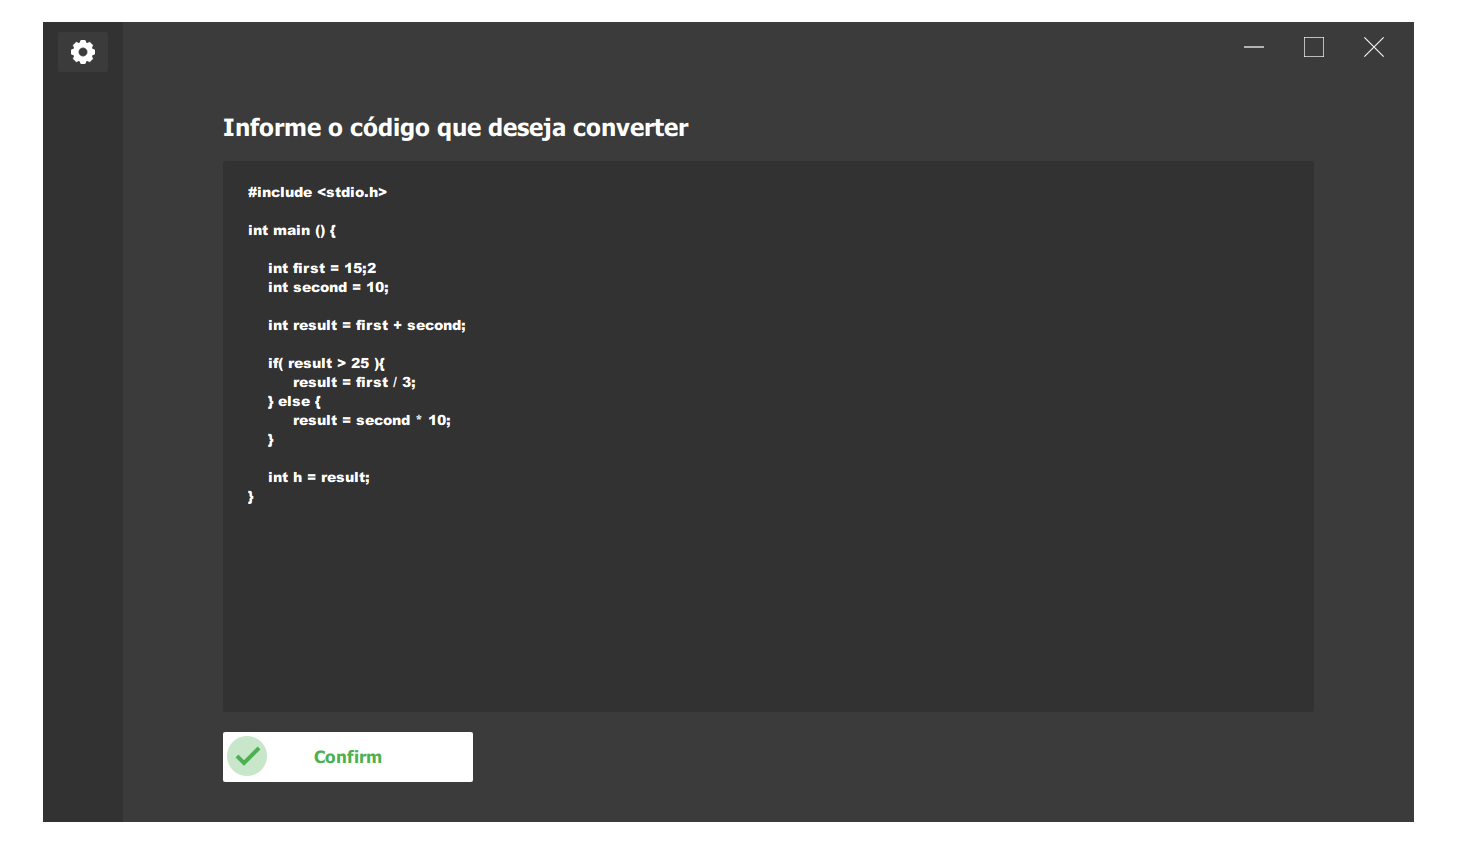 Informe o código que deseja converter
#include <stdio.h>
int main () {
int first = 15;2
int second = 10;
int result = first + second;
if( result > 25 ){
result = first / 3;
} else {
result = second * 10;
}
int h = result;
}
Confirm